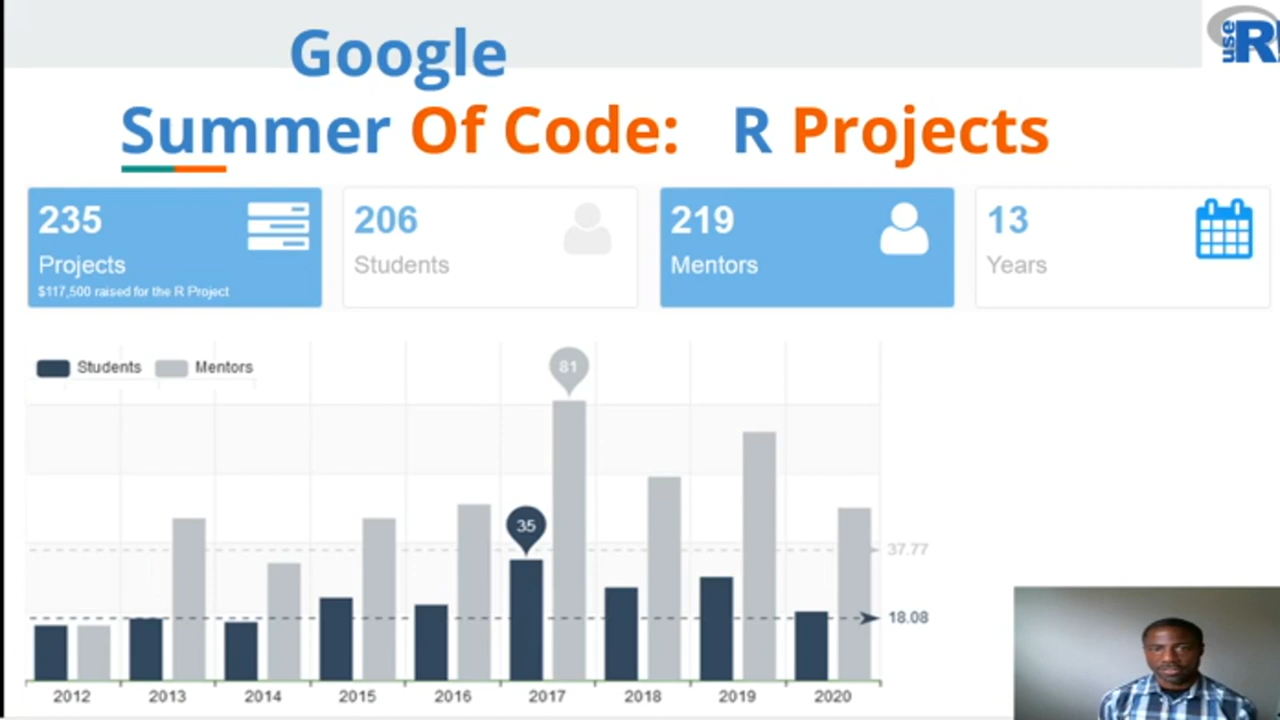 Google
use R
Summer Of Code: R Projects
235
Projects
$117,500 raised for the R Project
206
Students
219
Mentors
13
Years
Students Mentors
81
35
37.77
18.08
2012 2013 2014 2015 2016 2017 2018 2019 2020